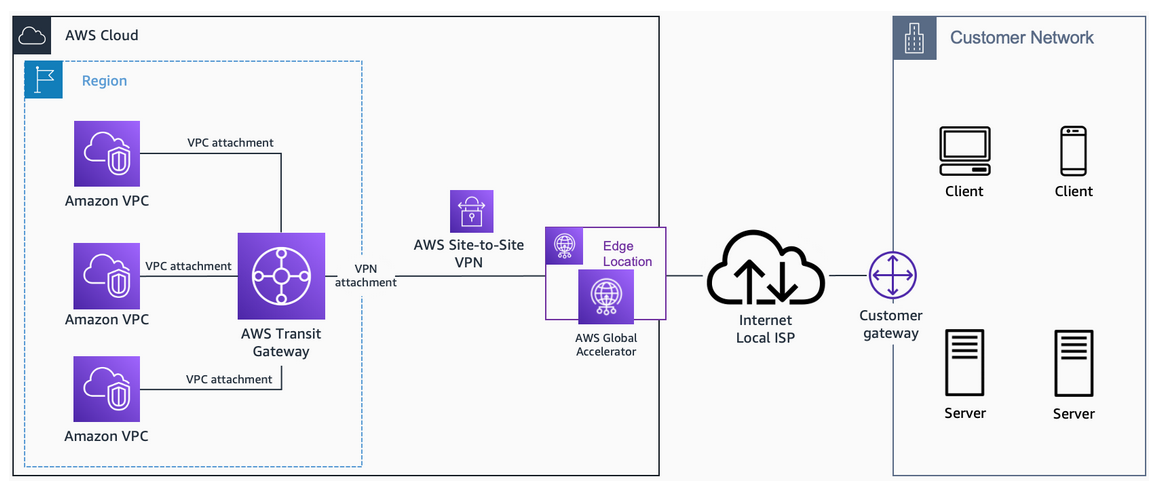 AWS Cloud
Customer Network
Region
VPC attachment
Amazon VPC
VPC attachment
Amazon VPC
VPC attachment
Amazon VPC
AWS Transit
Gateway
VPN
attachment
AWS Site-to-Site
VPN
Edge
Location
AWS Global
Accelerator
Internet
Local ISP
Customer
gateway
Client
Client
Server
Server